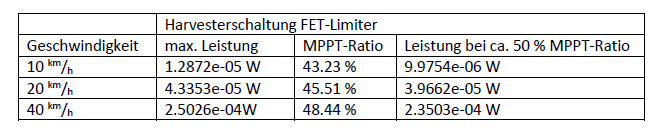 Harvesterschaltung FET-Limiter
Geschwindigkeit max. Leistung MPPT-Ratio Leistung bei ca. 50 % MPPT-Ratio
10 km/h 1.2872e-05 W 43.23 % 9.9754e-06 W
20 km/h 4.3353e-05 W 45.51 % 3.9665e-05 W
40 km/h 2.5026e-04W 48.44 % 2.3503e-04 W